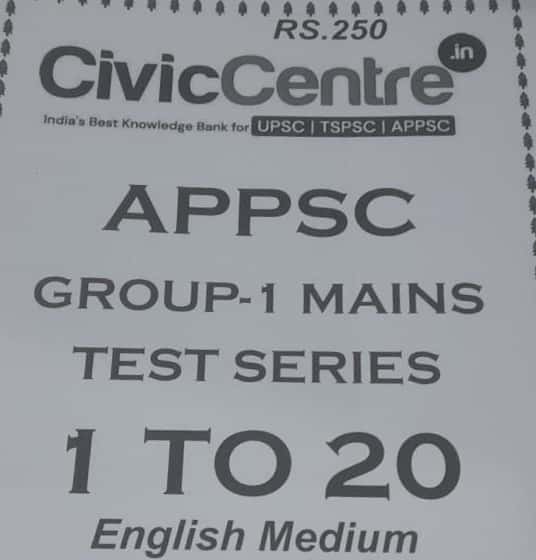 RS.250
CivicCentre .in
India's Best Knowledge Bank for UPSC | TSPSC | APPSC
APPSC
GROUP-1 MAINS
TEST SERIES
1 TO 20
English Medium